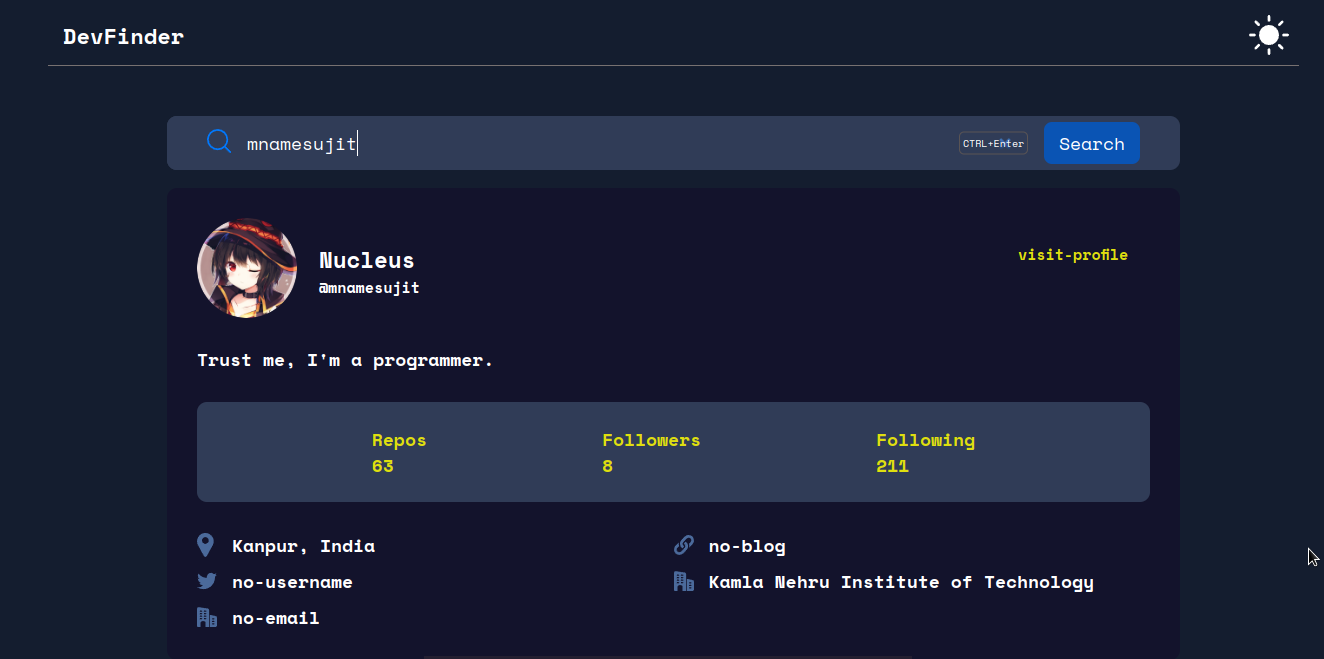 DevFinder
mnamesujit
CTRL+Enter
Search
Nucleus
visit-profile
@mnamesujit
Trust me, I'm a programmer.
Repos
63
Followers
8
Following
211
Kanpur, India
no-blog
no-username
Kamla Nehru Institute of Technology
no-email